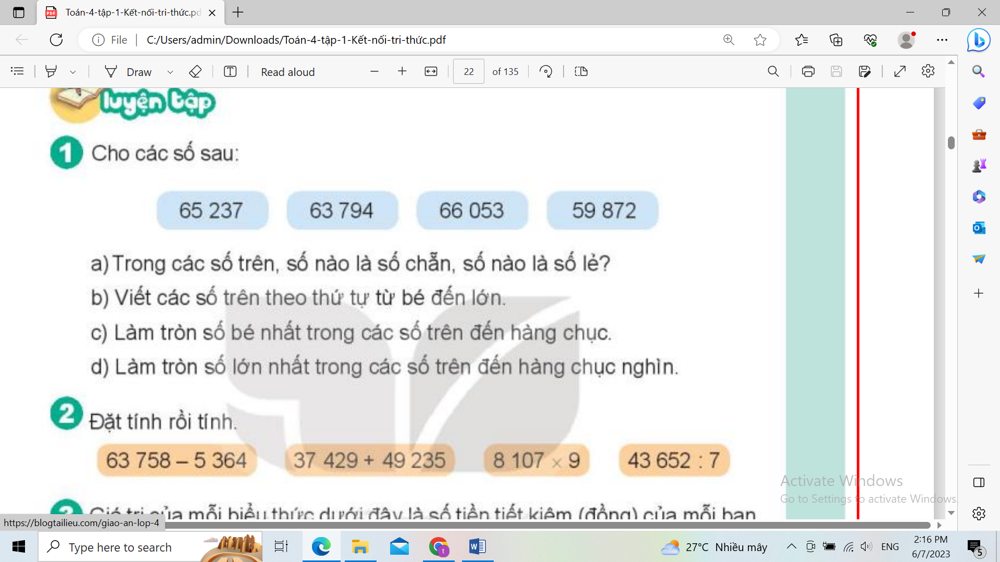 Toán-4-tập-1-Kết-nối-tri-thức.pd
File
C:/Users/admin/Downloads/Toán-4-tập-1-Kết-nối-tri-thức.pdf
Draw
Read aloud
22
of 135
luyện tập
1 Cho các số sau:
65 237
63 794
66 053
59 872
a) Trong các số trên, số nào là số chẵn, số nào là số lẻ?
b) Viết các số trên theo thứ tự từ bé đến lớn.
c) Làm tròn số bé nhất trong các số trên đến hàng chục.
d) Làm tròn số lớn nhất trong các số trên đến hàng chục nghìn.
2 Đặt tính rồi tính.
63 758 – 5 364
37 429 + 49 235
8 107 × 9
43 652 : 7
Activate Windows
Go to Settings to activate Windows.
3 Giá trị của mỗi biểu thức dưới đây là số tiền tiết kiệm (đồng) của mỗi bạn
https://blogtailieu.com/giao-an-lop-4
Type here to search
27°C Nhiều mây
ENG
2:16 PM
6/7/2023
5